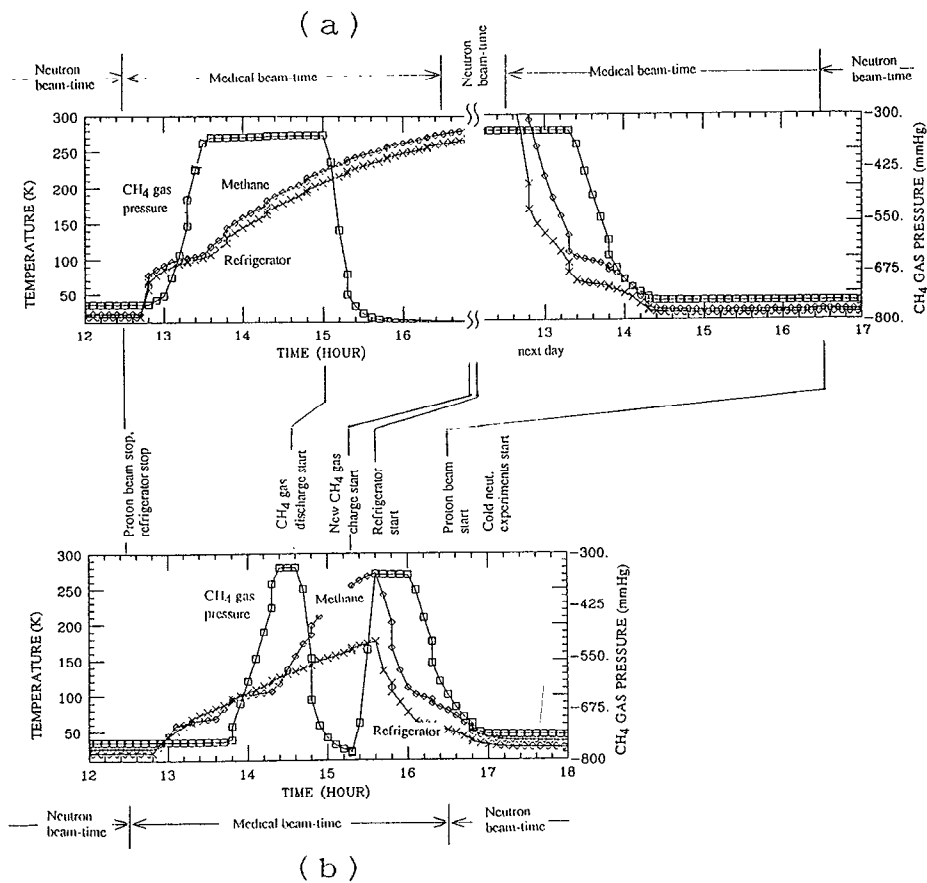 (a)
Neutron
beam-time
Medical beam-time
Neutron
beam-time
Medical beam-time
Neutron
beam-time
300
250
200
150
100
50
TEMPERATURE (K)
CH4 gas
pressure
Methane
Refrigerator
-300.
-425.
-550.
-675.
-800.
CH4 GAS PRESSURE (mmHg)
12 13 14 15 16 13 14 15 16 17
TIME (HOUR)
next day
Proton beam stop,
refrigerator stop
CH4 gas
discharge start
New CH4 gas
charge start
Refrigerator
start
Proton beam
start
Cold neut.
experiments start
300
250
200
150
100
50
TEMPERATURE (K)
CH4 gas
pressure
Methane
Refrigerator
-300.
-425.
-550.
-675.
-800
CH4 GAS PRESSURE (mmHg)
12 13 14 15 16 17 18
TIME (HOUR)
Neutron
beam-time
Medical beam-time
Neutron
beam-time
(b)